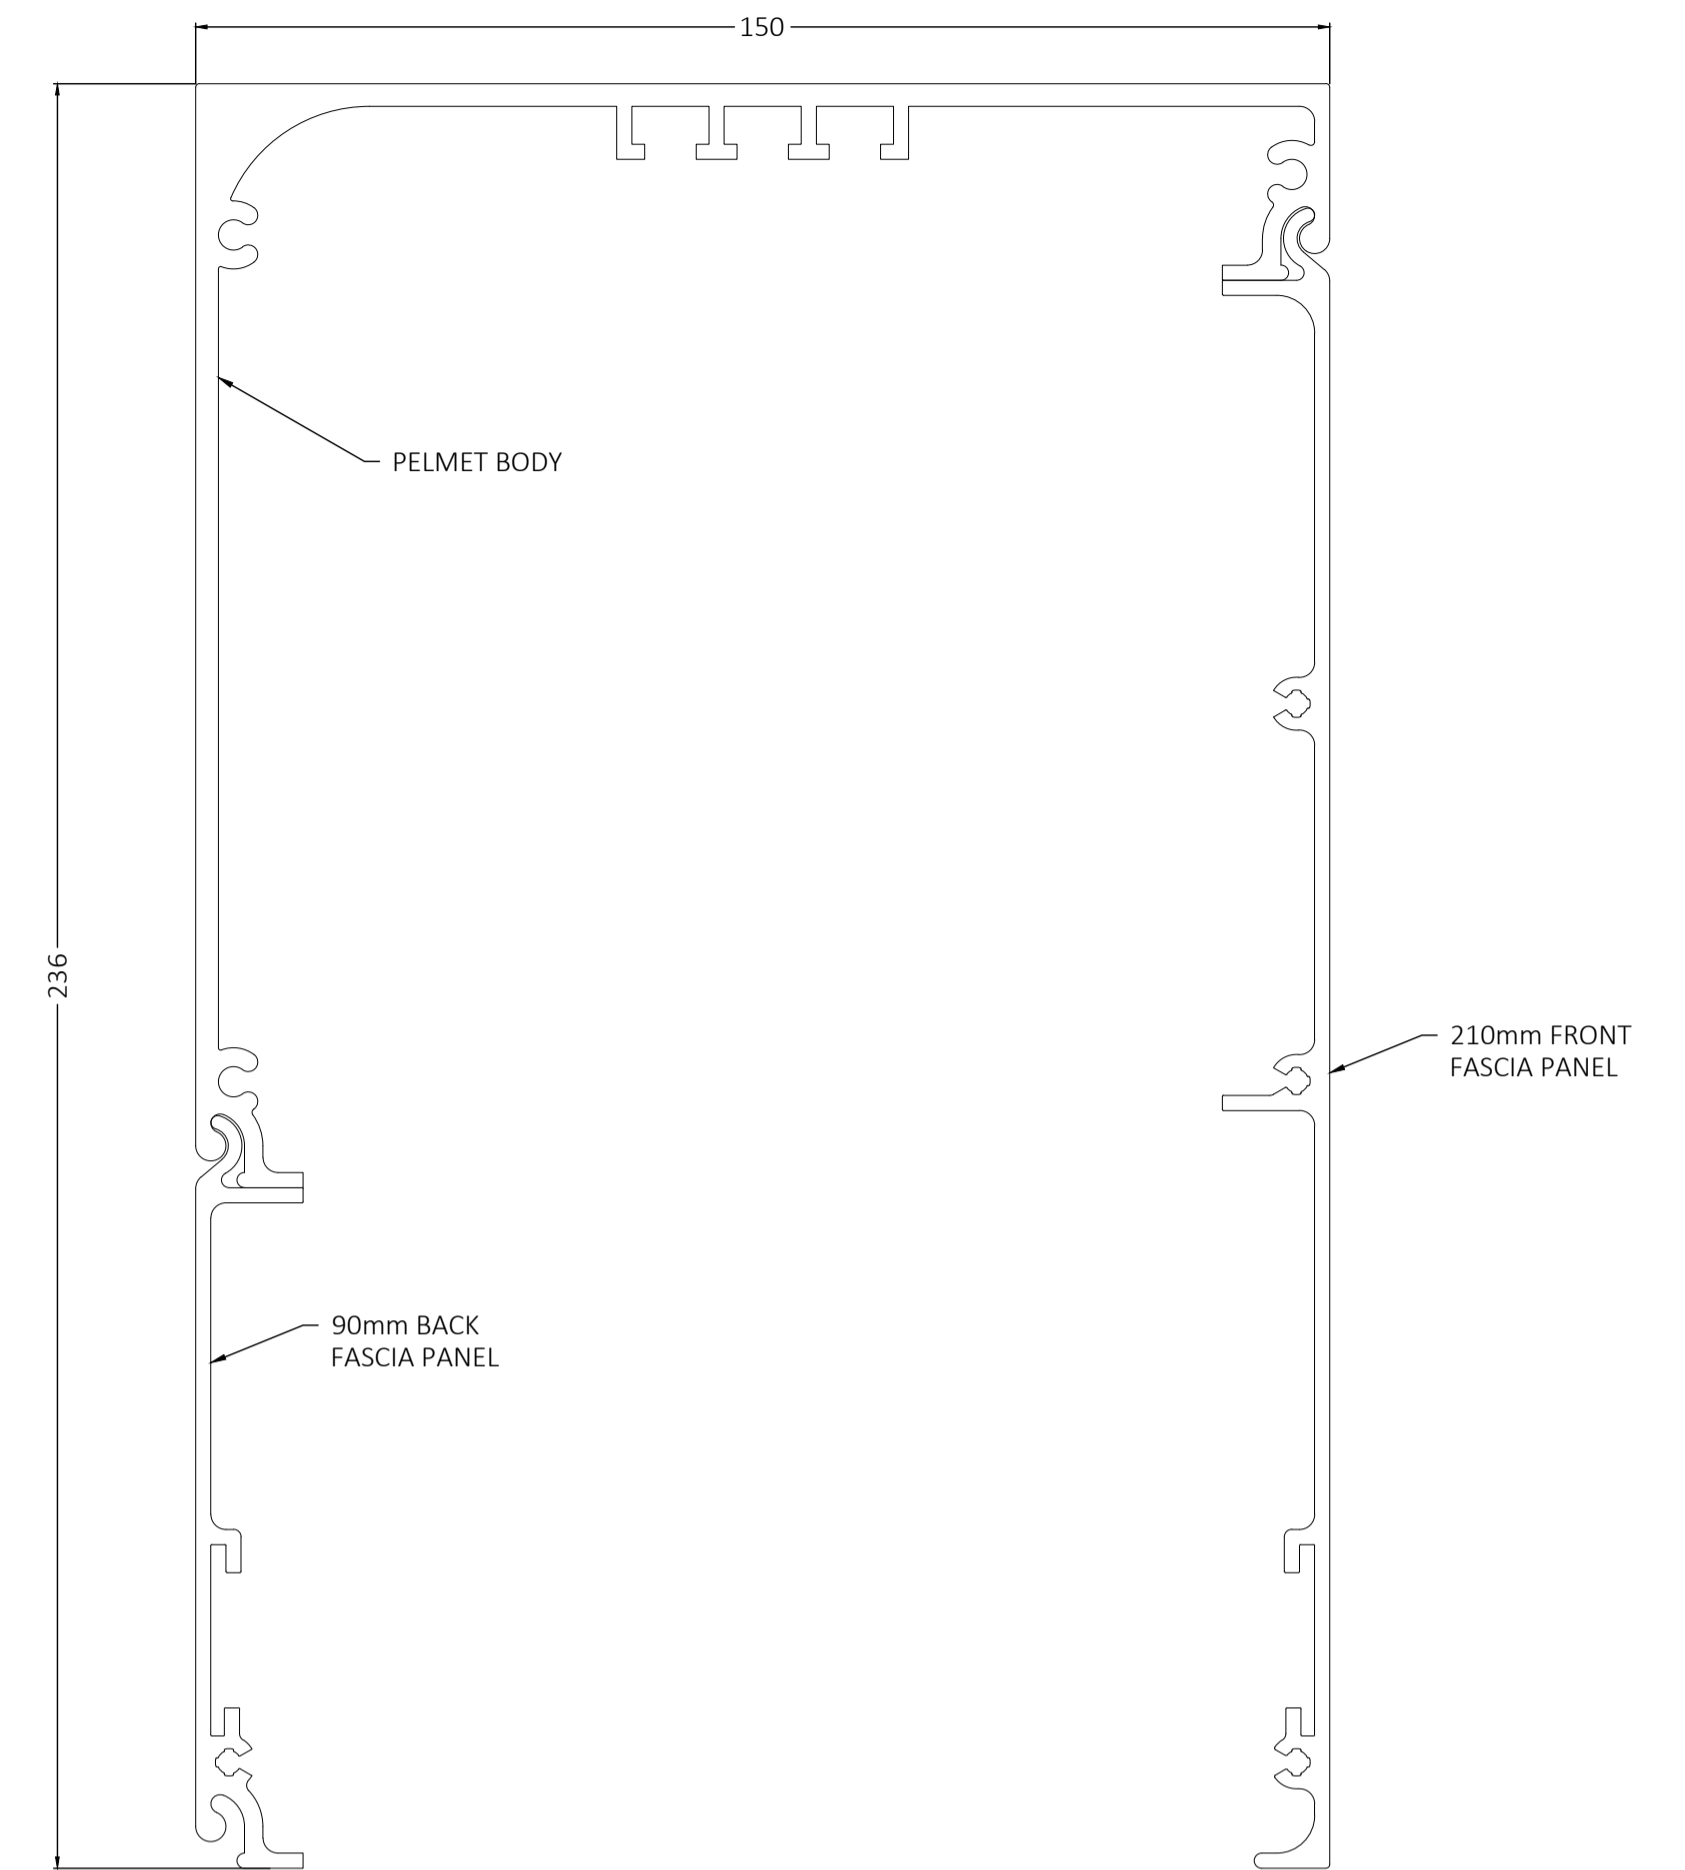 150
PELMET BODY
236
210mm FRONT
FASCIA PANEL
90mm BACK
FASCIA PANEL